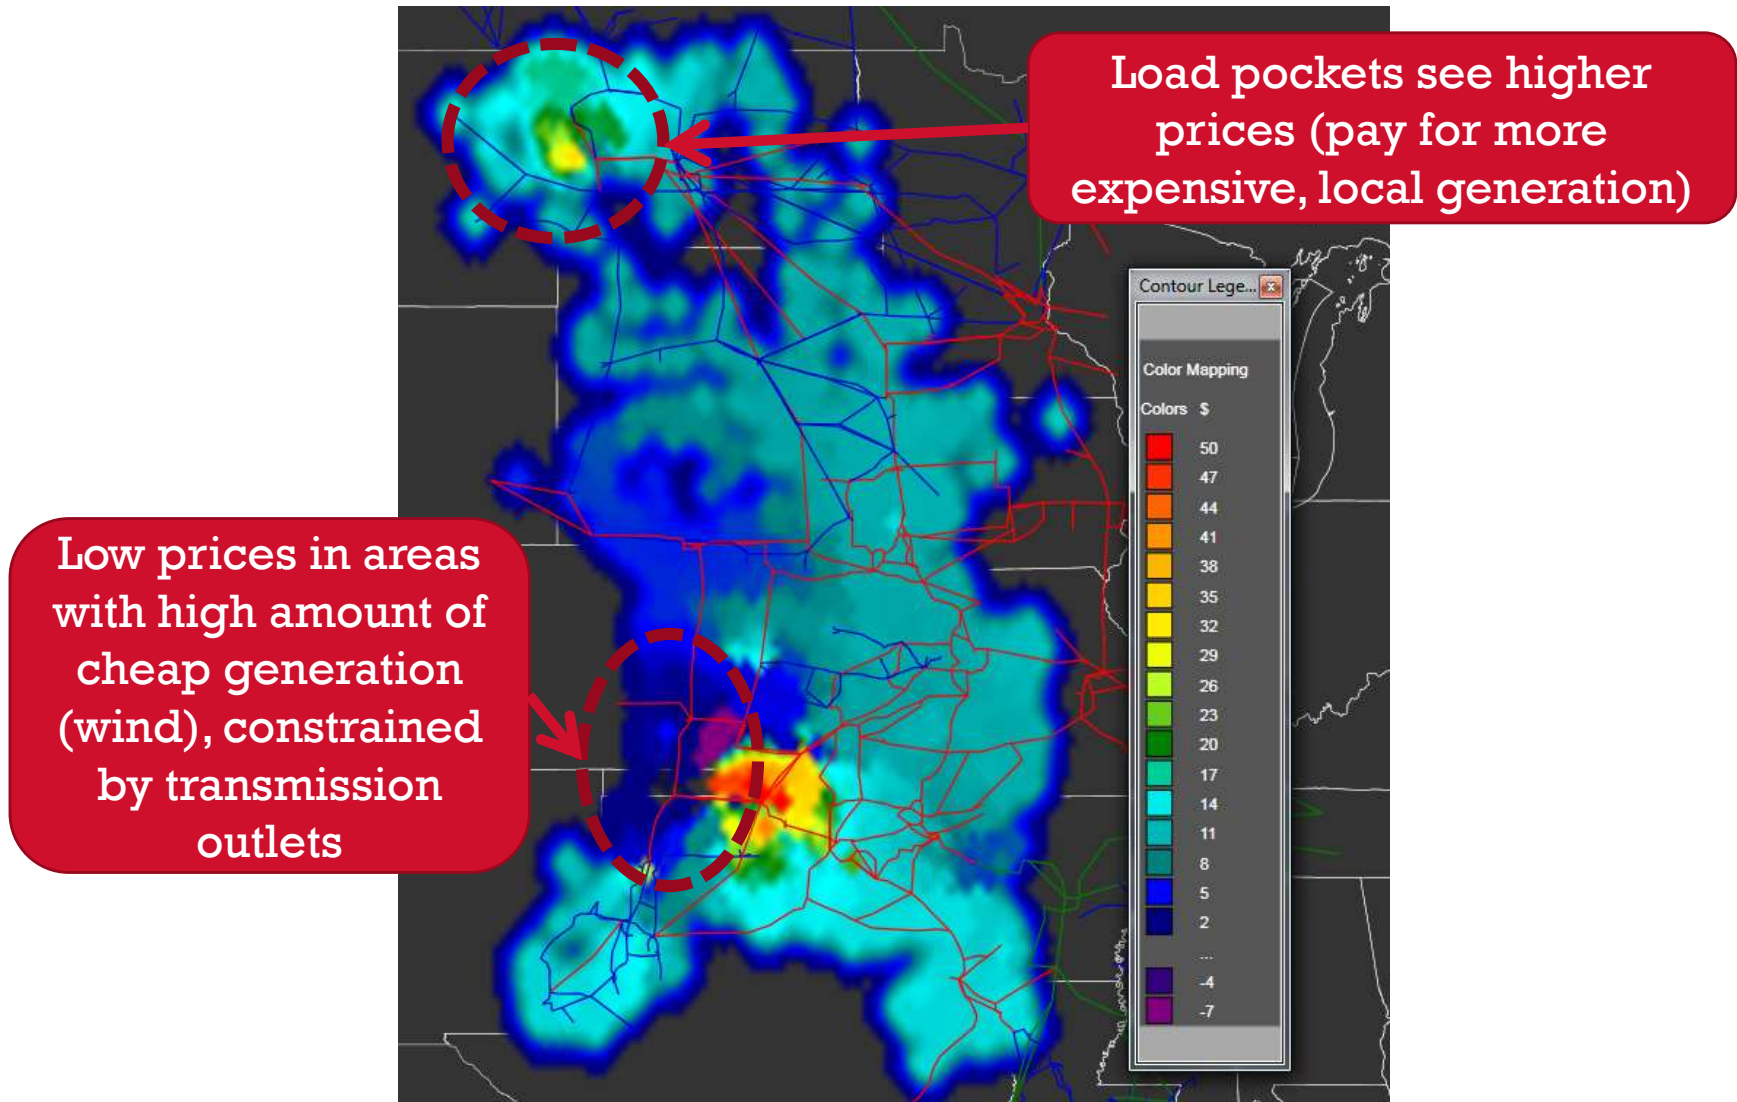 Load pockets see higher
prices (pay for more
expensive, local generation)
Contour Lege...
Color Mapping
Colors $
50
47
44
41
38
35
32
29
26
23
20
17
14
11
8
5
2
...
-4
-7
Low prices in areas
with high amount of
cheap generation
(wind), constrained
by transmission
outlets